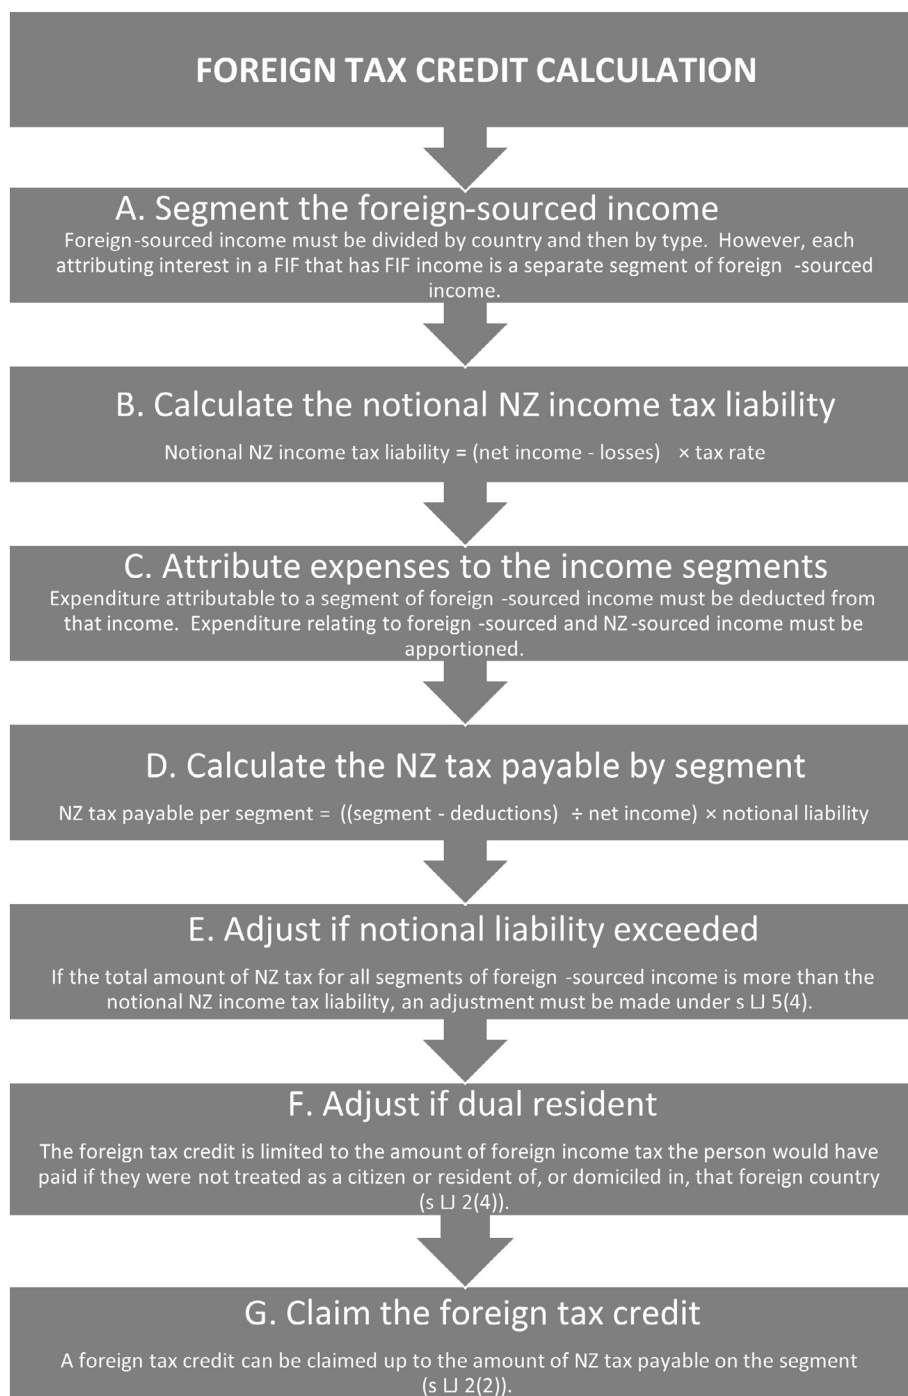 FOREIGN TAX CREDIT CALCULATION
A. Segment the foreign-sourced income
Foreign-sourced income must be divided by country and then by type. However, each
attributing interest in a FIF that has FIF income is a separate segment of foreign -sourced
income.
B. Calculate the notional NZ income tax liability
Notional NZ income tax liability = (net income - losses) × tax rate
C. Attribute expenses to the income segments
Expenditure attributable to a segment of foreign -sourced income must be deducted from
that income. Expenditure relating to foreign -sourced and NZ-sourced income must be
apportioned.
D. Calculate the NZ tax payable by segment
NZ tax payable per segment = ((segment - deductions) ÷ net income) × notional liability
E. Adjust if notional liability exceeded
If the total amount of NZ tax for all segments of foreign -sourced income is more than the
notional NZ income tax liability, an adjustment must be made under s LJ 5(4).
F. Adjust if dual resident
The foreign tax credit is limited to the amount of foreign income tax the person would have
paid if they were not treated as a citizen or resident of, or domiciled in, that foreign country
(s LJ 2(4)).
G. Claim the foreign tax credit
A foreign tax credit can be claimed up to the amount of NZ tax payable on the segment
(s LJ 2(2)).